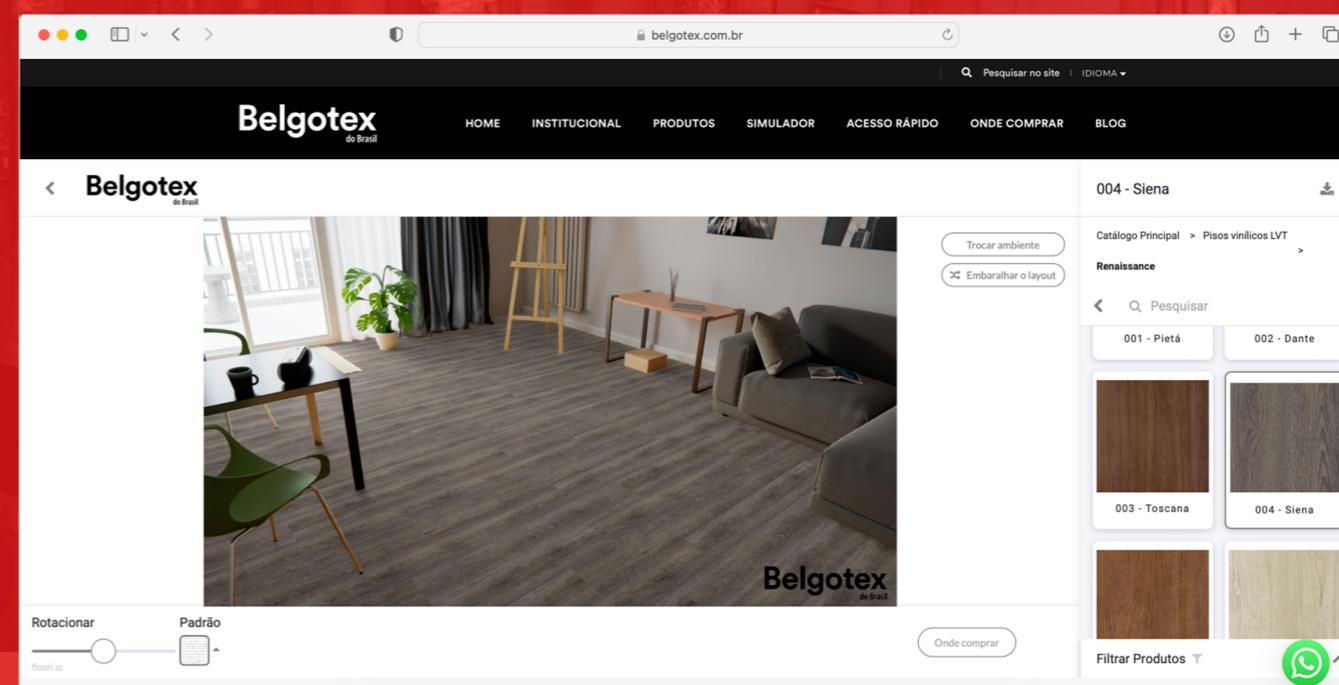 belgotex.com.br
Pesquisar no site
IDIOMA
Belgotex
do Brasil
HOME
INSTITUCIONAL
PRODUTOS
SIMULADOR
ACESSO RÁPIDO
ONDE COMPRAR
BLOG
Belgotex
do Brasil
004 - Siena
Trocar ambiente
Embaralhar o layout
Catálogo Principal > Pisos vinílicos LVT
>
Renaissance
Pesquisar
001 - Pietá
002 - Dante
003 - Toscana
004 - Siena
Belgotex
do Brasil
Rotacionar
Padrão
floori.io
Onde comprar
Filtrar Produtos